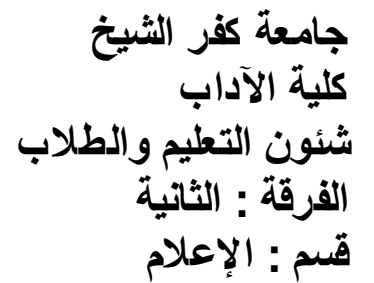 جامعة كفر الشيخ
كلية الآداب
شئون التعليم والطلاب
الفرقة : الثانية
قسم : الإعلام